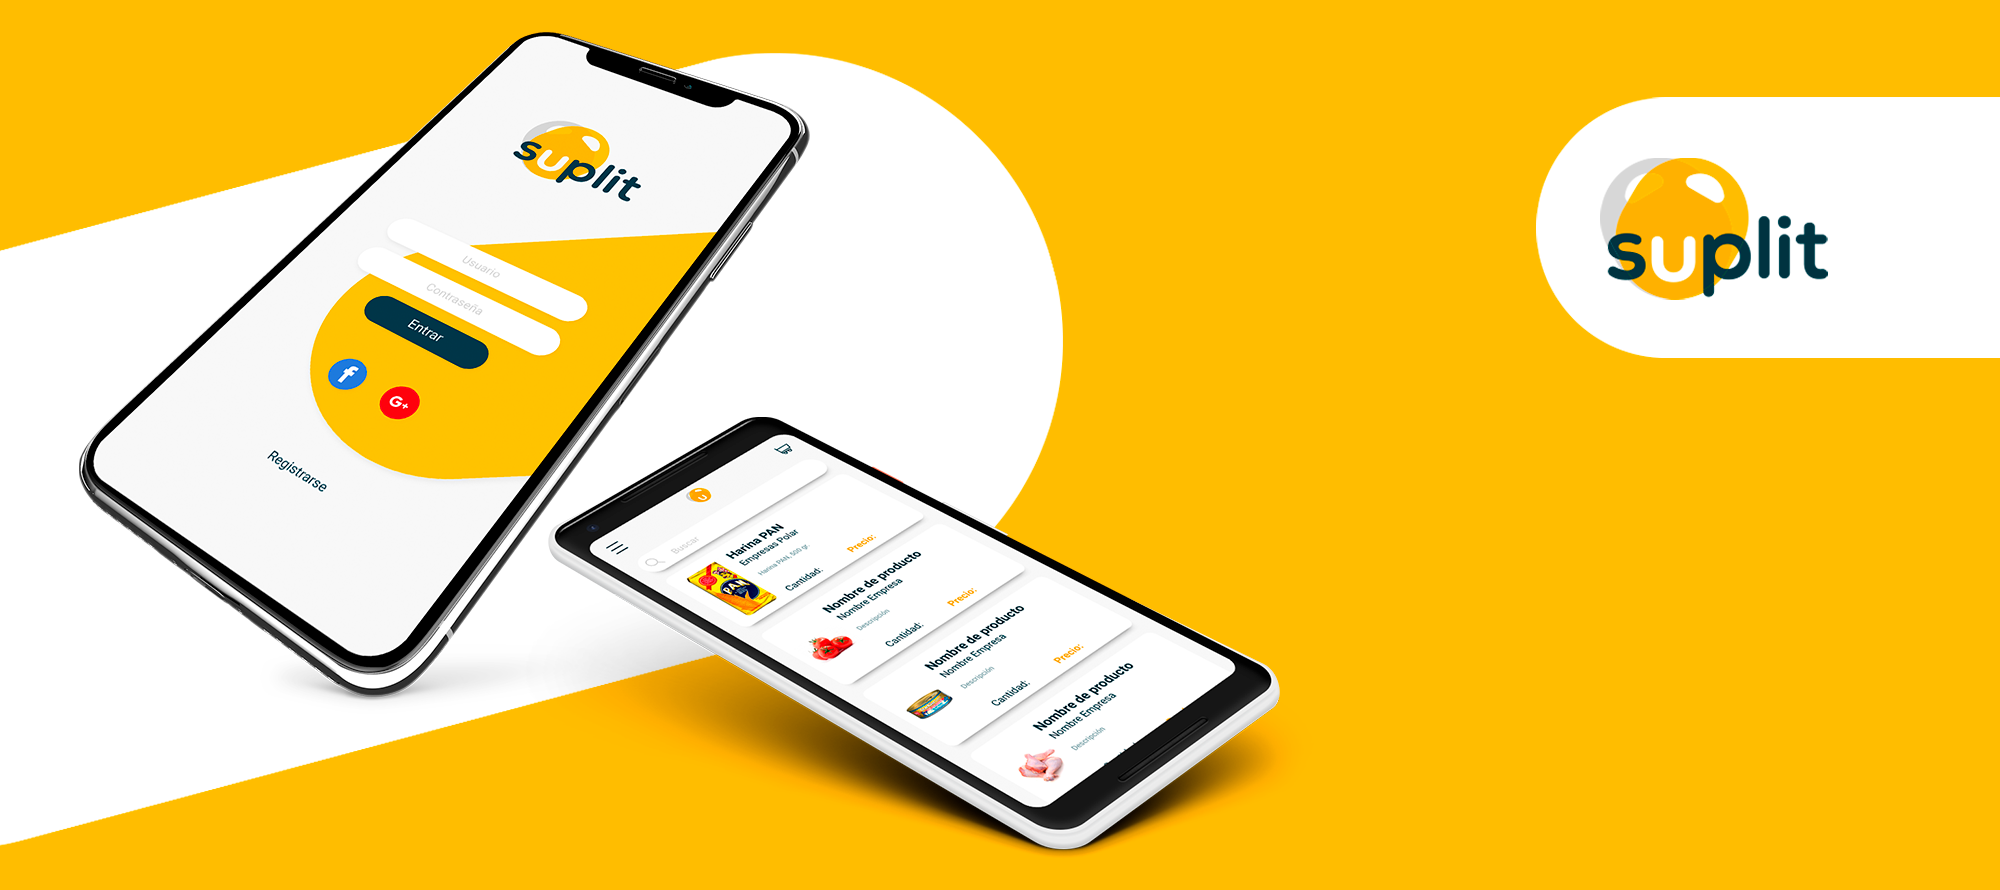 suplit
Usuario
Contraseña
Entrar
f
G+
Registrarse
suplit
u
Buscar
Harina PAN
Empresas Polar
Harina PAN, 500 gr.
Cantidad:
Precio:
PAN
Nombre de producto
Nombre Empresa
Descripción
Cantidad:
Precio:
Nombre de producto
Nombre Empresa
Descripción
Cantidad:
Precio:
Nombre de producto
Nombre Empresa
Descripción